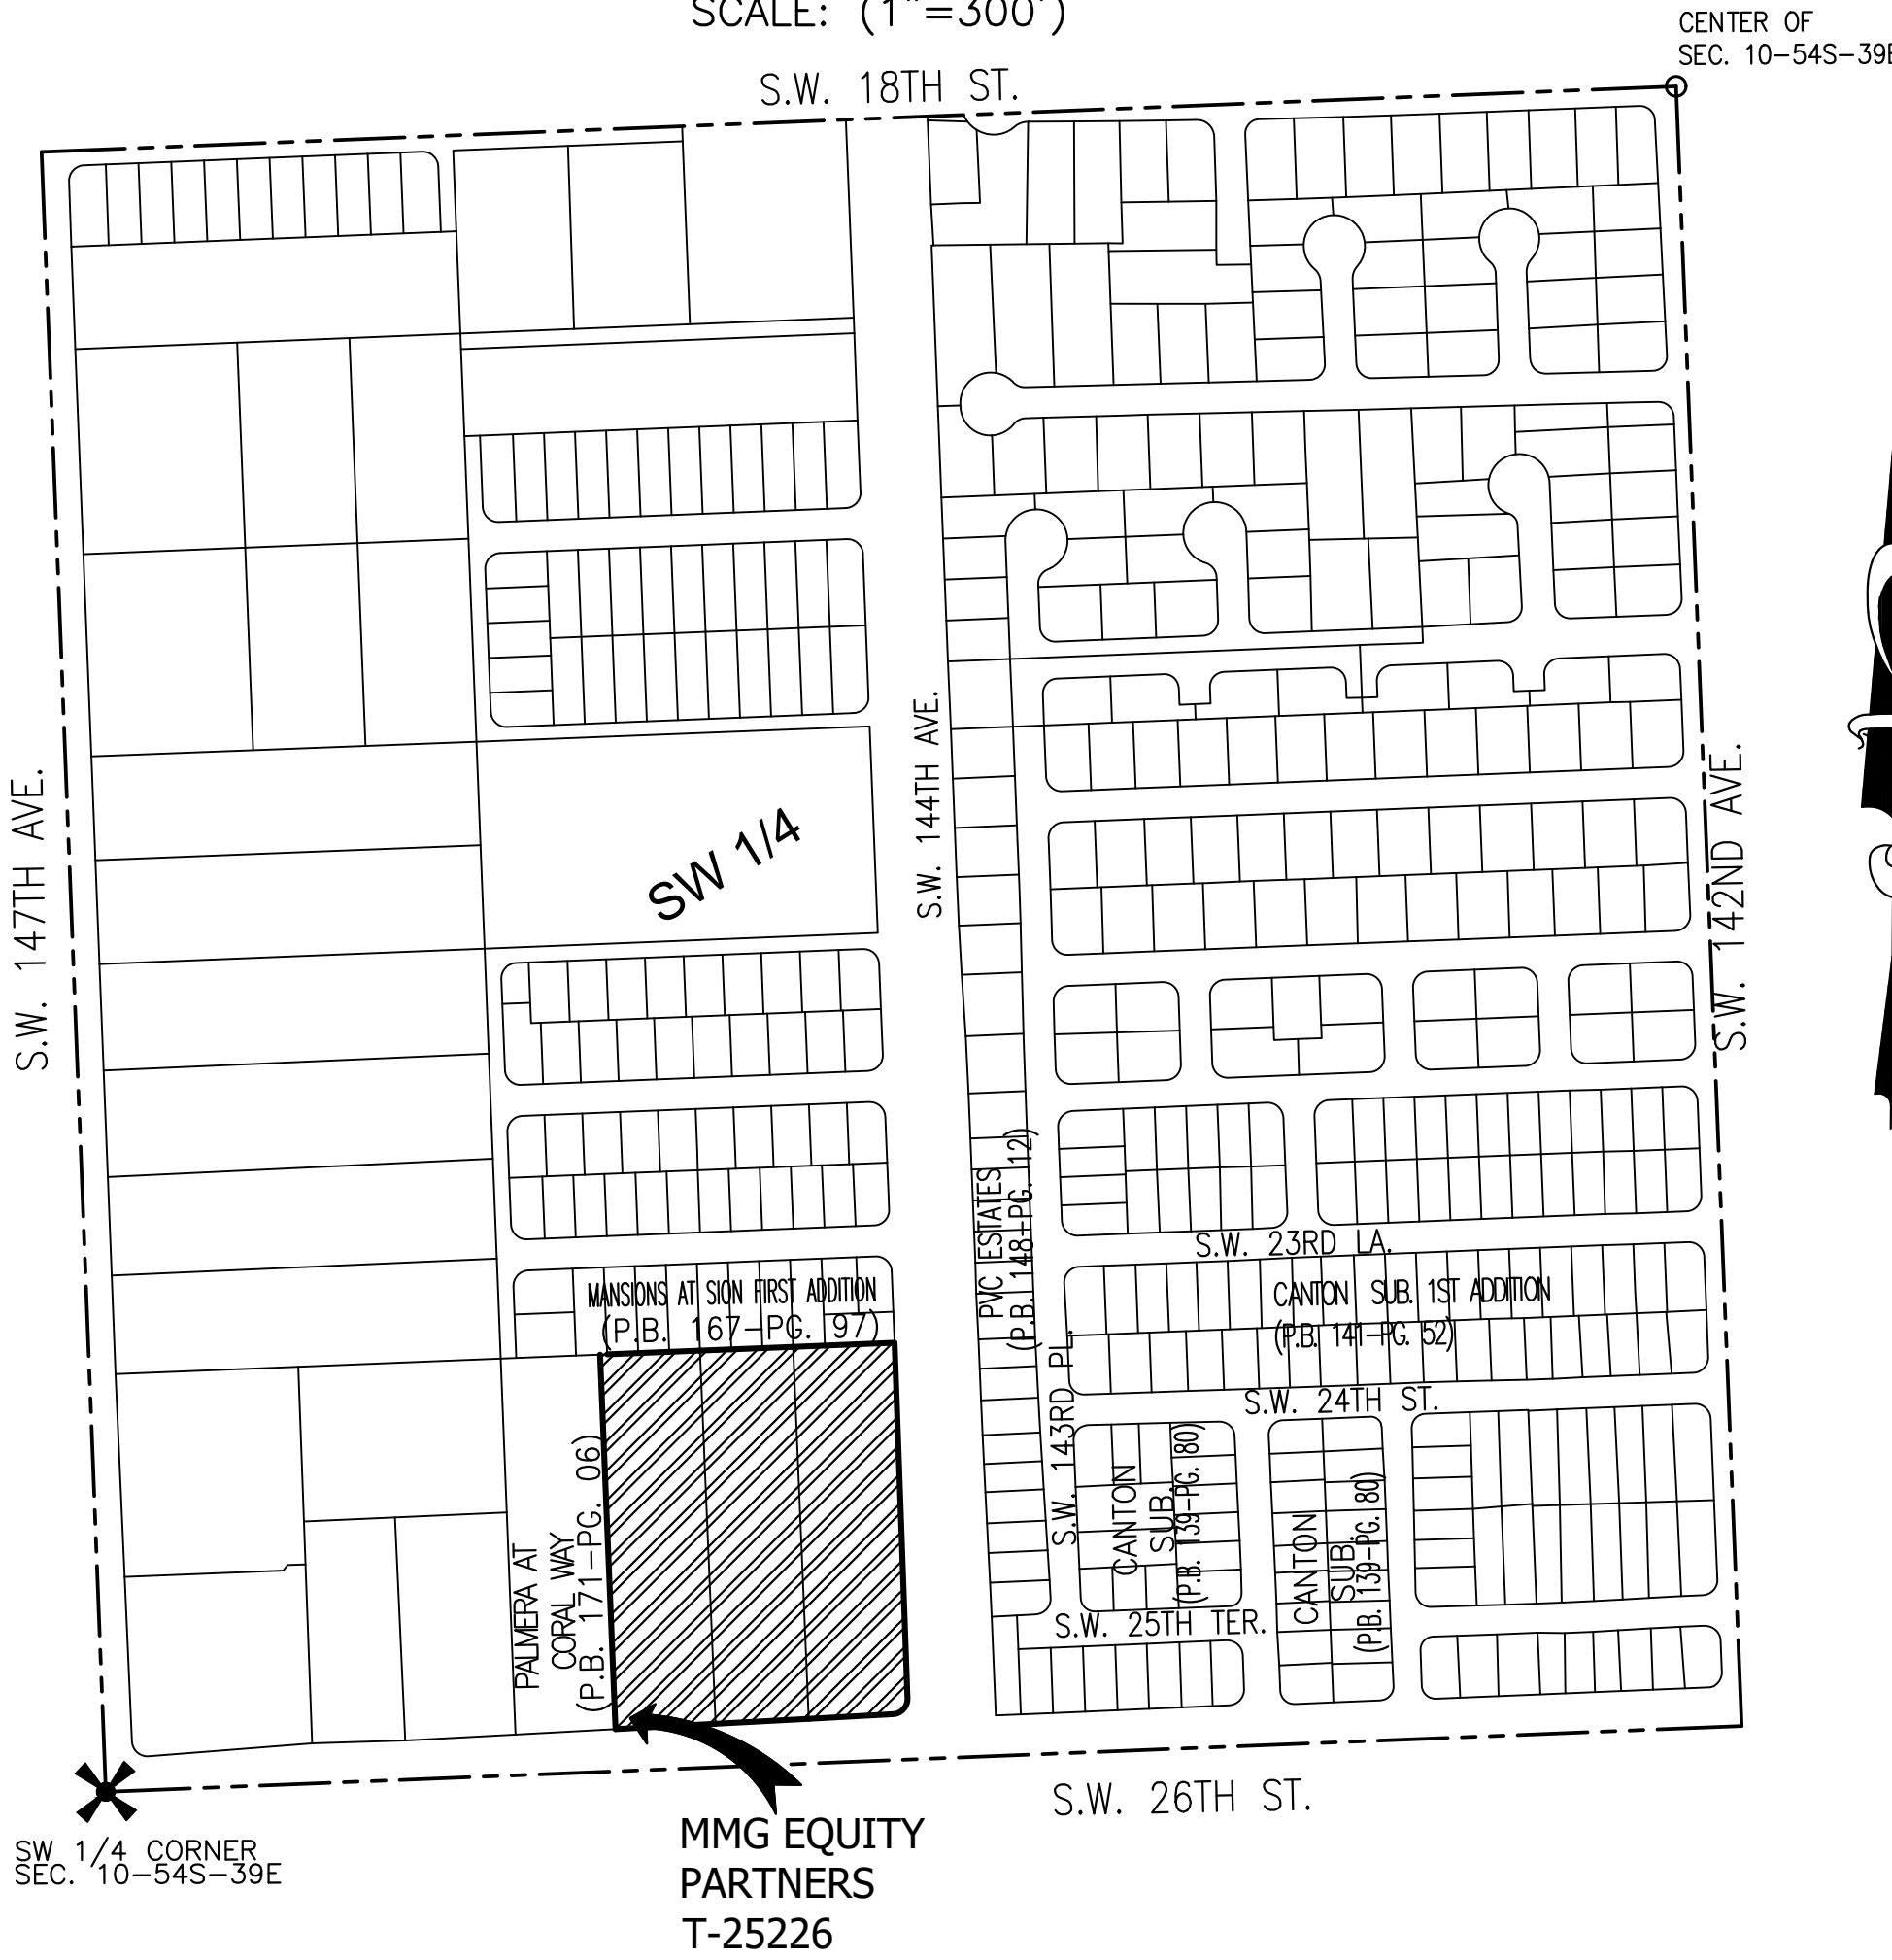 SCALE: (1"=300')
CENTER OF
SEC. 10-54S-39E
S.W. 18TH ST.
S.W. 147TH AVE.
S.W. 144TH AVE.
S.W. 142ND AVE.
SW 1/4
PVC ESTATES
(P.B. 148-PG. 12)
S.W. 23RD LA.
MANSIONS AT SION FIRST ADDITION
(P.B. 167-PG. 97)
CANTON SUB. 1ST ADDITION
(P.B. 141-PG. 52)
S.W. 143RD PL.
S.W. 24TH ST.
PALMERA AT
CORAL WAY
(P.B. 171-PG. 06)
CANTON
SUB.
(P.B. 139-PG. 80)
CANTON
SUB.
(P.B. 139-PG. 80)
S.W. 25TH TER.
S.W. 26TH ST.
SW 1/4 CORNER
SEC. 10-54S-39E
MMG EQUITY
PARTNERS
T-25226